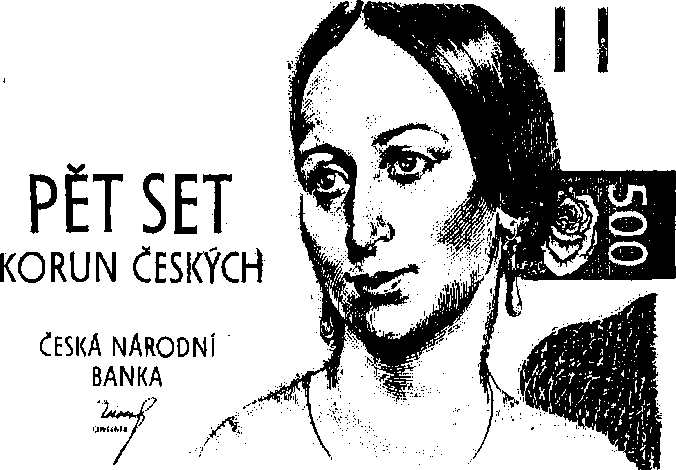 PĚT SET
KORUN ČESKÝCH
ČESKÁ NÁRODNÍ
BANKA
500